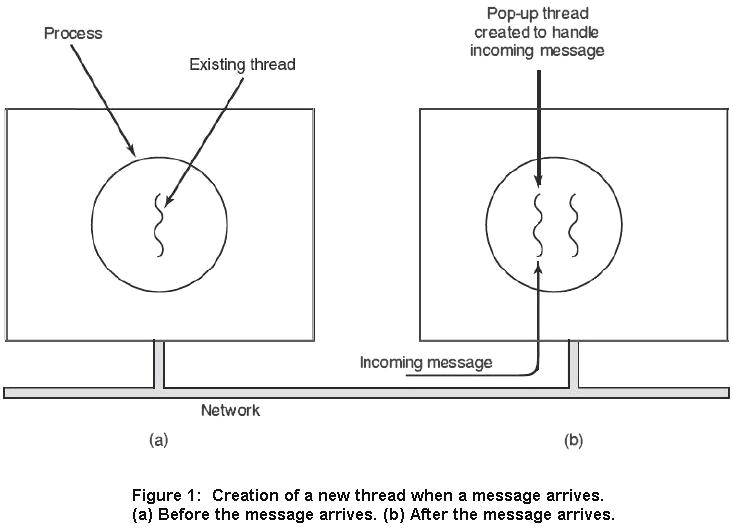 Process
Existing thread
Pop-up thread
created to handle
incoming message
Incoming message
Network
(a)
(b)
Figure 1: Creation of a new thread when a message arrives.
(a) Before the message arrives. (b) After the message arrives.